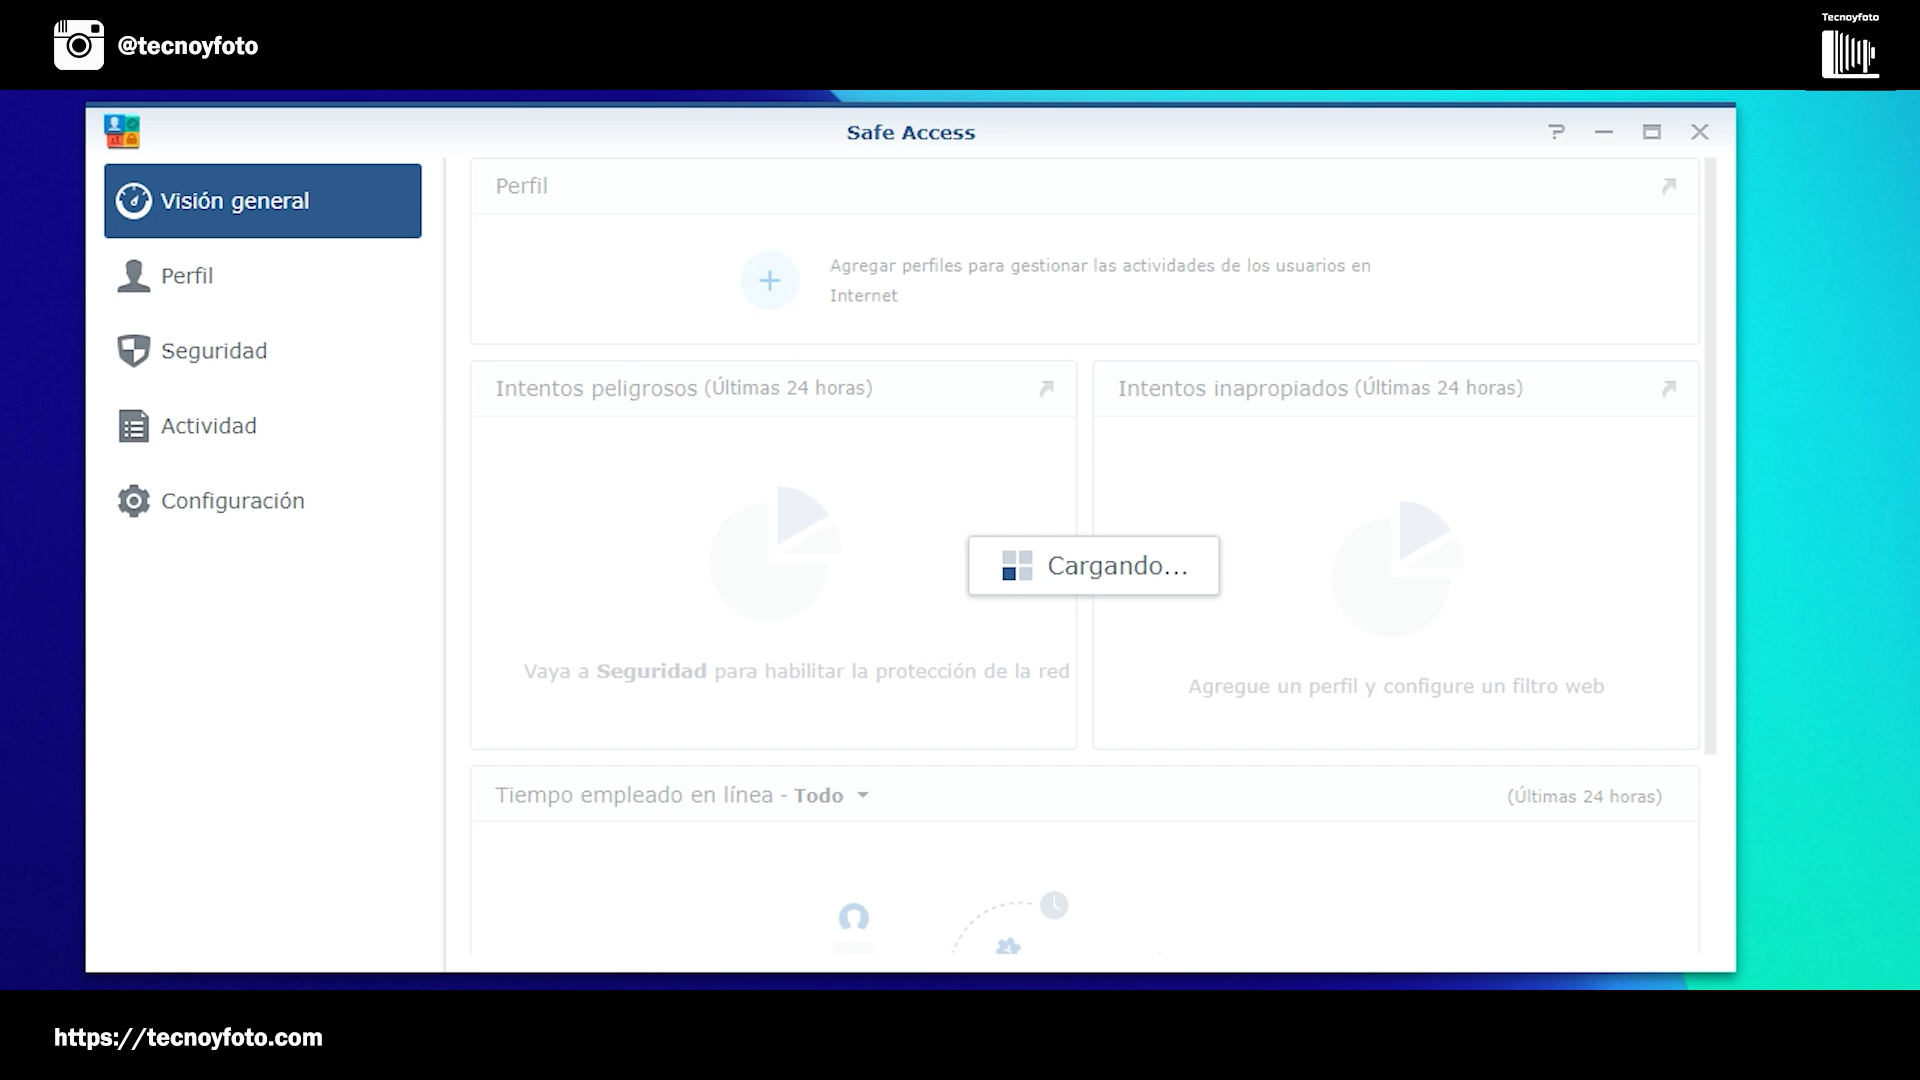 @tecnoyfoto
Tecnoyfoto
Safe Access
Visión general
Perfil
Seguridad
Actividad
Configuración
Perfil
Agregar perfiles para gestionar las actividades de los usuarios en
Internet
Intentos peligrosos (Últimas 24 horas)
Intentos inapropiados (Últimas 24 horas)
Cargando...
Vaya a Seguridad para habilitar la protección de la red
Agregue un perfil y configure un filtro web
Tiempo empleado en línea - Todo
(Últimas 24 horas)
https://tecnoyfoto.com